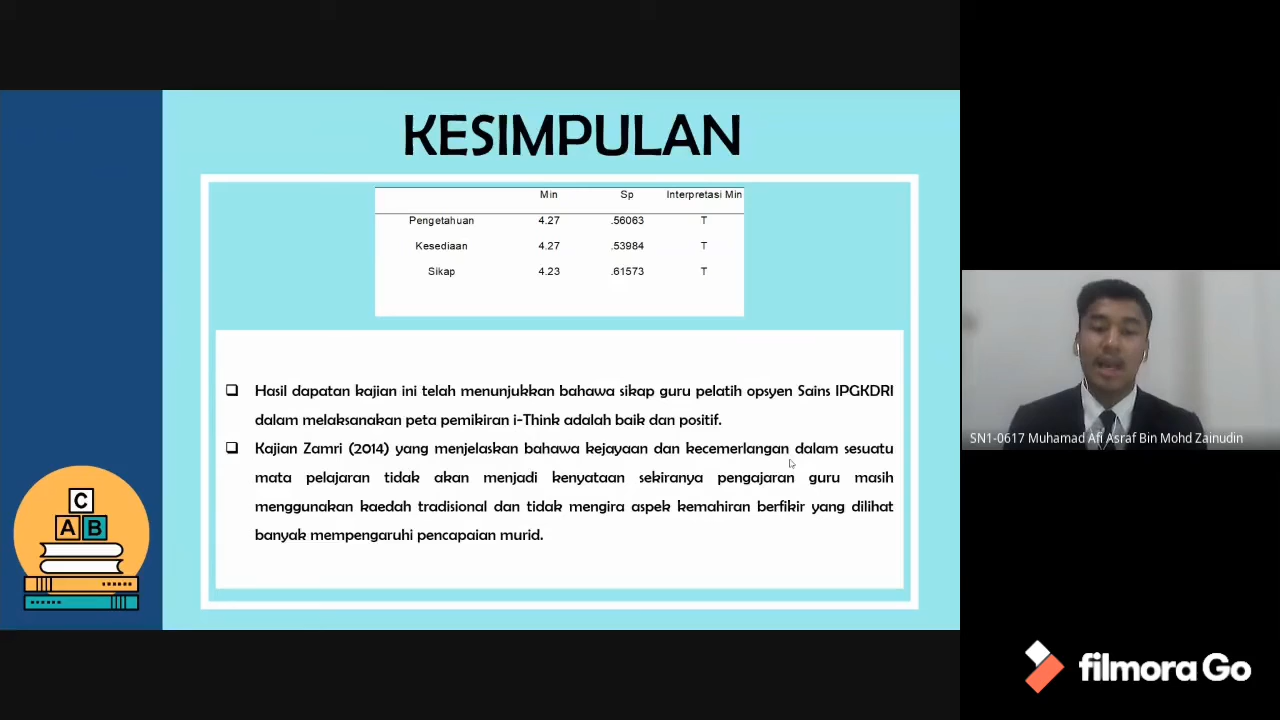 KESIMPULAN
Min Sp Interpretasi Min
Pengetahuan 4.27 .56063 T
Kesediaan 4.27 .53984 T
Sikap 4.23 .61573 T
❑ Hasil dapatan kajian ini telah menunjukkan bahawa sikap guru pelatih opsyen Sains IPGKDRI
dalam melaksanakan peta pemikiran i-Think adalah baik dan positif.
❑ Kajian Zamri (2014) yang menjelaskan bahawa kejayaan dan kecemerlangan dalam sesuatu
mata pelajaran tidak akan menjadi kenyataan sekiranya pengajaran guru masih
menggunakan kaedah tradisional dan tidak mengira aspek kemahiran berfikir yang dilihat
banyak mempengaruhi pencapaian murid.
C
A B
SN1-0617 Muhamad Afi Asraf Bin Mohd Zainudin
filmora Go